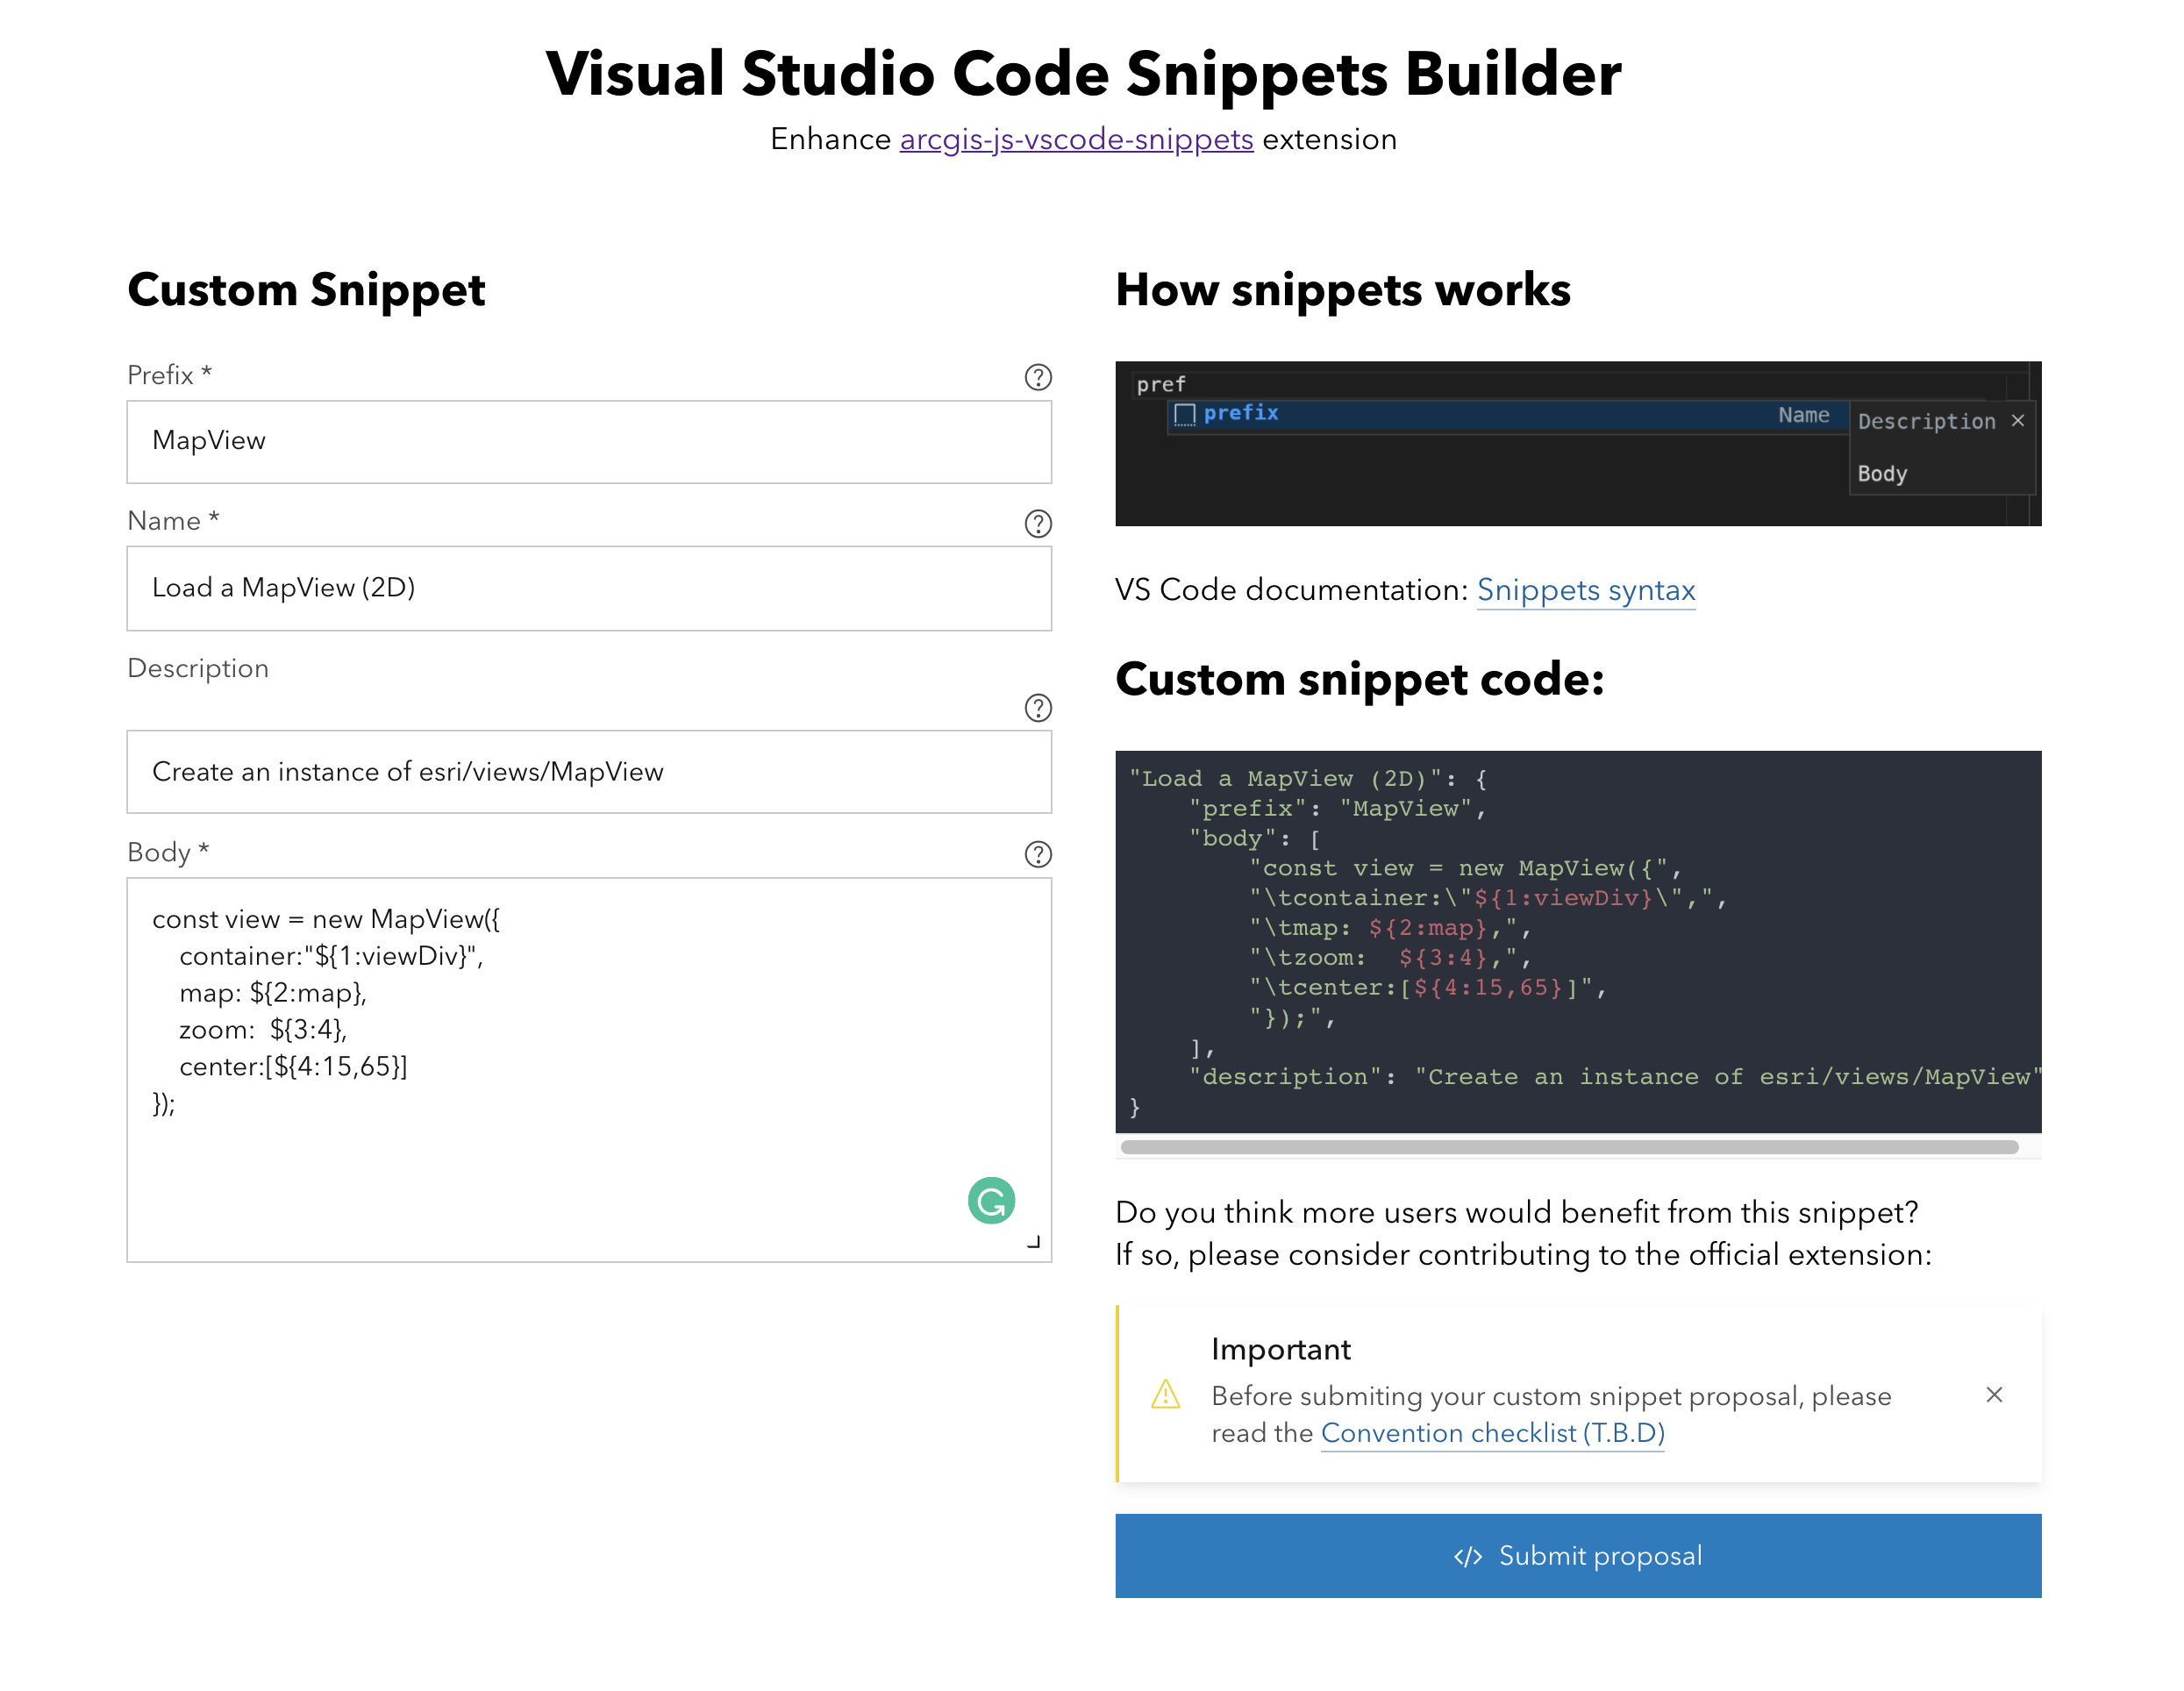 Visual Studio Code Snippets Builder
Enhance arcgis-js-vscode-snippets extension
Custom Snippet
Prefix *
MapView
Name *
Load a MapView (2D)
Description
Create an instance of esri/views/MapView
Body *
const view = new MapView({
    container:"${1:viewDiv}",
    map: ${2:map},
    zoom:  ${3:4},
    center:[${4:15,65}]
});
How snippets works
pref
prefix Name
Description ×
Body
VS Code documentation: Snippets syntax
Custom snippet code:
"Load a MapView (2D)": {
    "prefix": "MapView",
    "body": [
        "const view = new MapView({",
        "\tcontainer:\"${1:viewDiv}\",",
        "\tmap: ${2:map},",
        "\tzoom:  ${3:4},",
        "\tcenter:[${4:15,65}]",
        "});",
    ],
    "description": "Create an instance of esri/views/MapView"
}
Do you think more users would benefit from this snippet?
If so, please consider contributing to the official extension:
Important
Before submiting your custom snippet proposal, please
read the Convention checklist (T.B.D)
</> Submit proposal